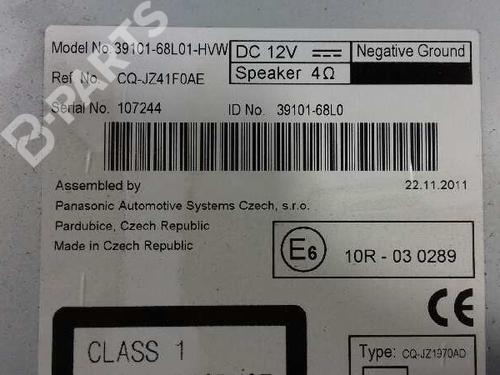 Model No. 39101-68L01-HVW
DC 12V
Negative Ground
Speaker 4Ω
Ref No. CQ-JZ41F0AE
Serial No. 107244
ID No. 39101-68L0
Assembled by
22.11.2011
Panasonic Automotive Systems Czech, s.r.o.
Pardubice, Czech Republic
Made in Czech Republic
E6
10R - 03 0289
CE
CLASS 1
Type: CQ-JZ1970AD
B-PARTS